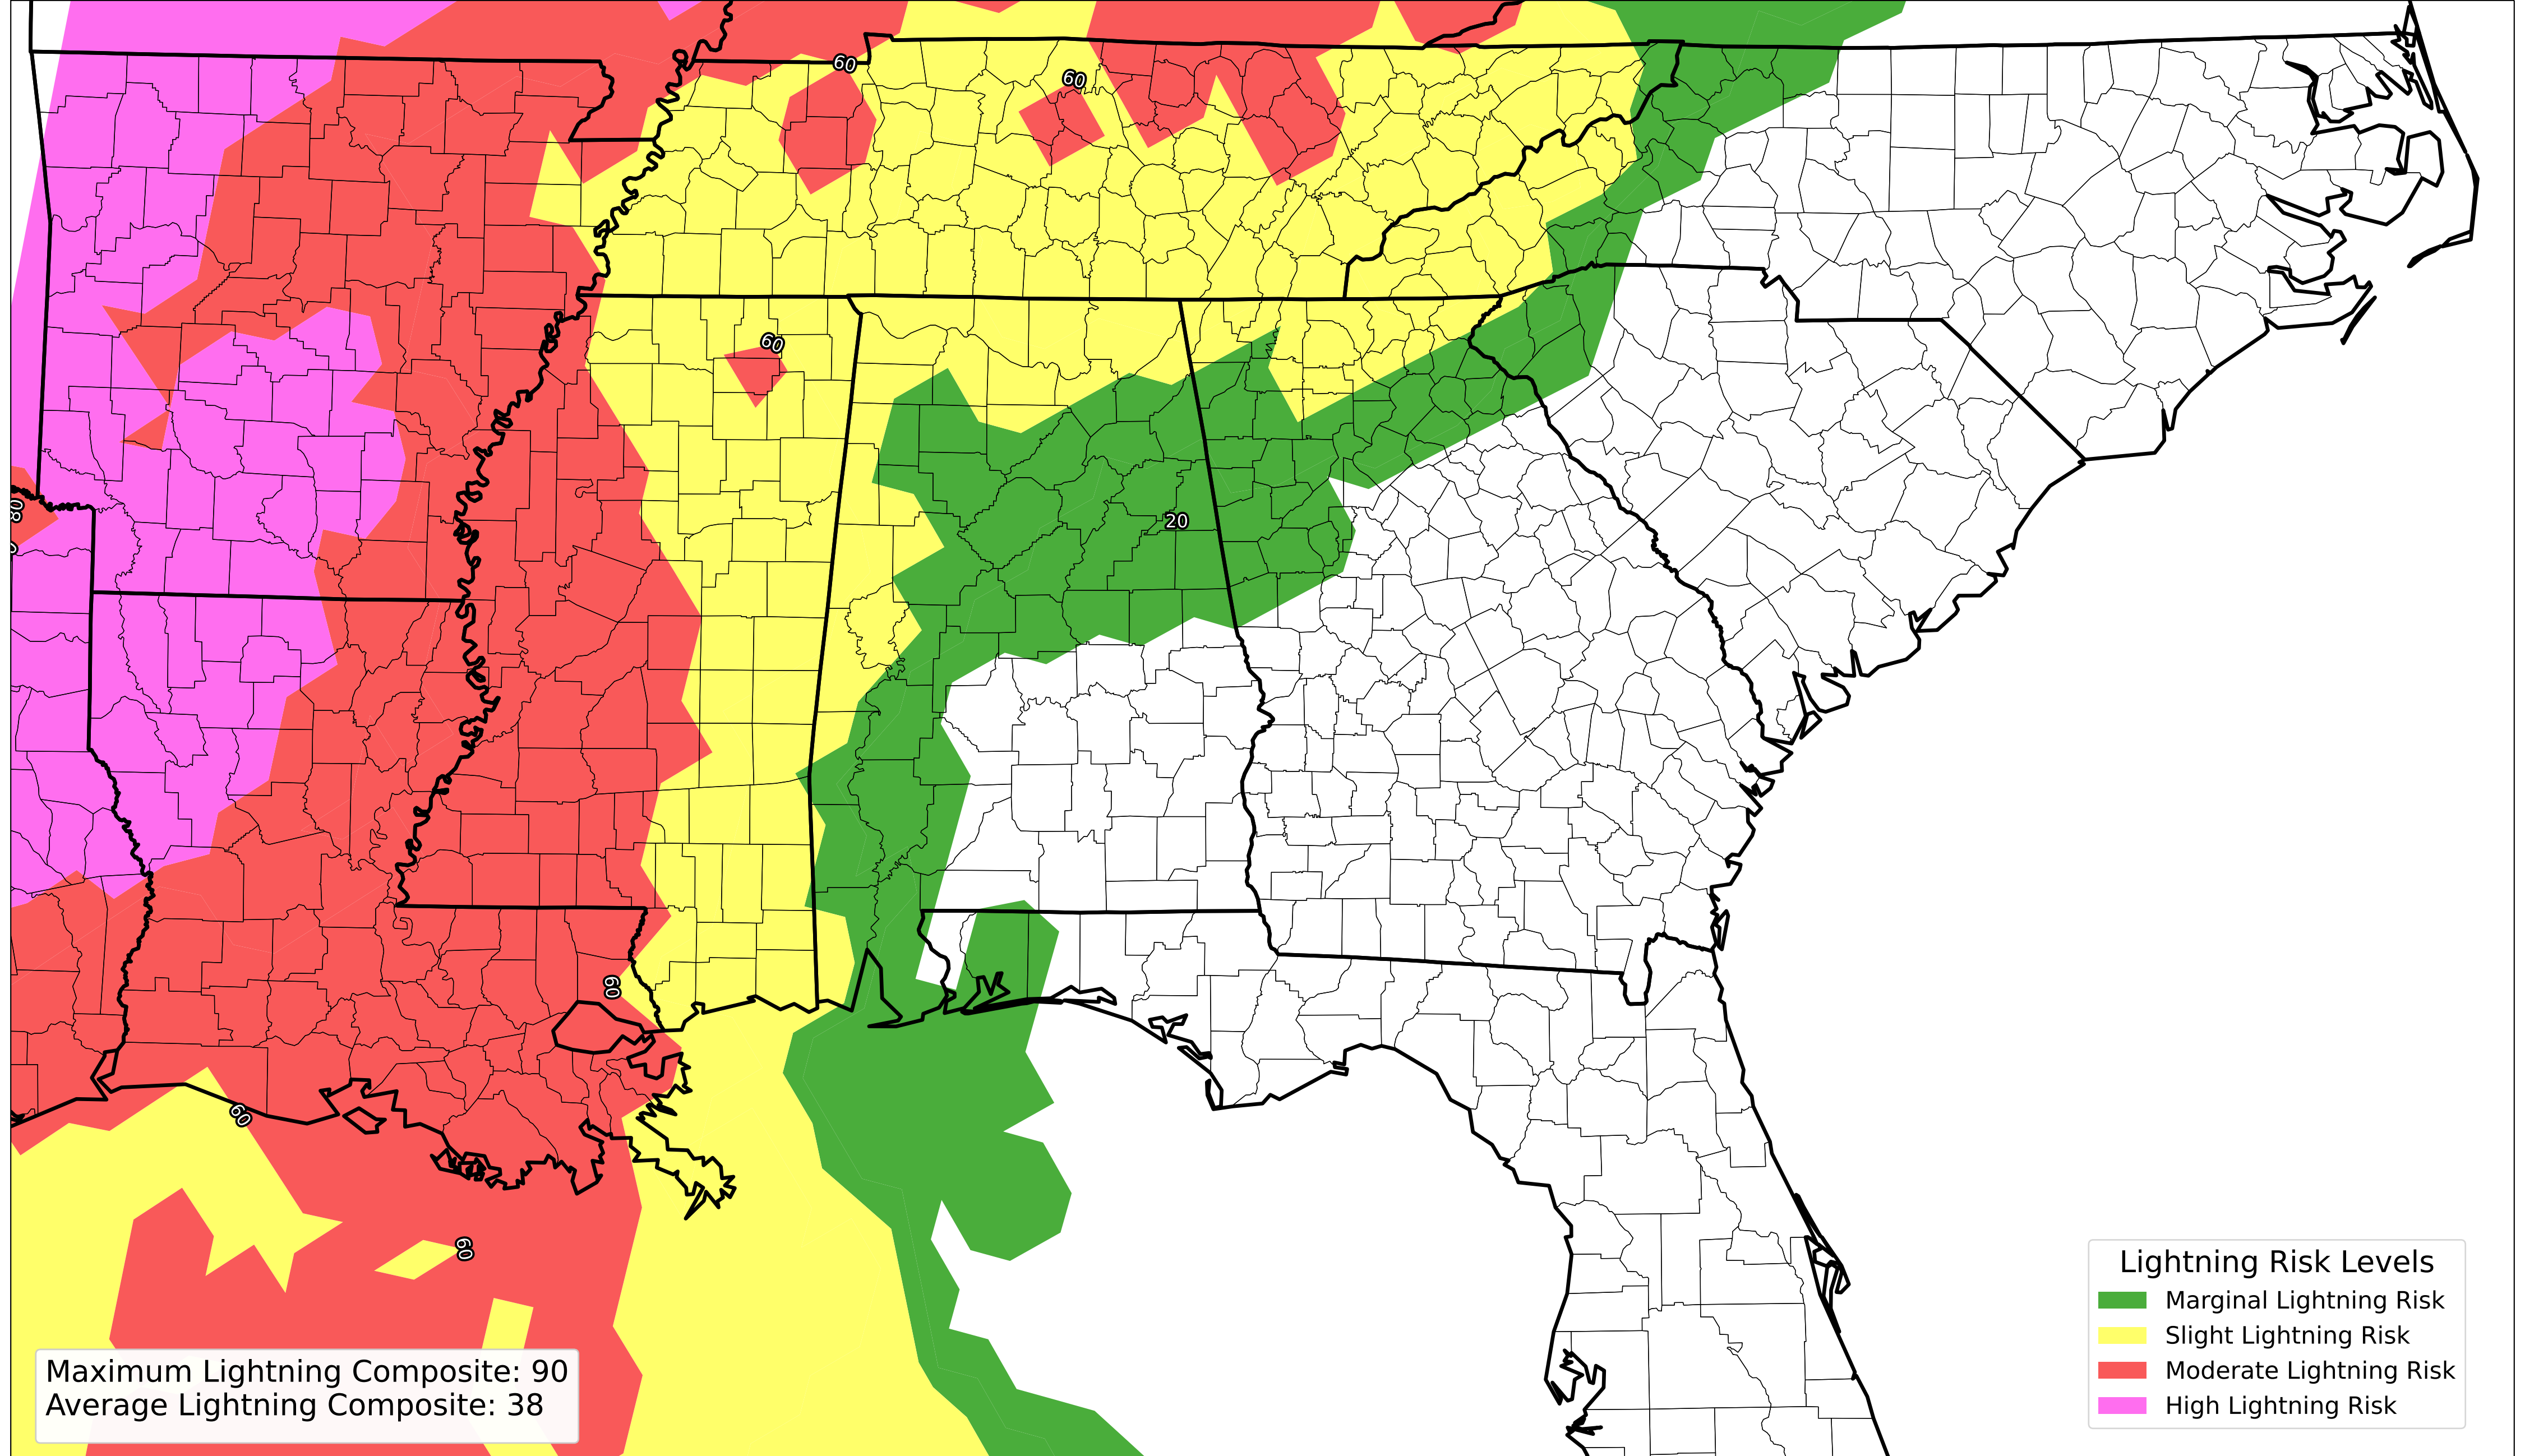 60
60
60
80
20
60
60
60
Lightning Risk Levels
Marginal Lightning Risk
Slight Lightning Risk
Moderate Lightning Risk
High Lightning Risk
Maximum Lightning Composite: 90
Average Lightning Composite: 38